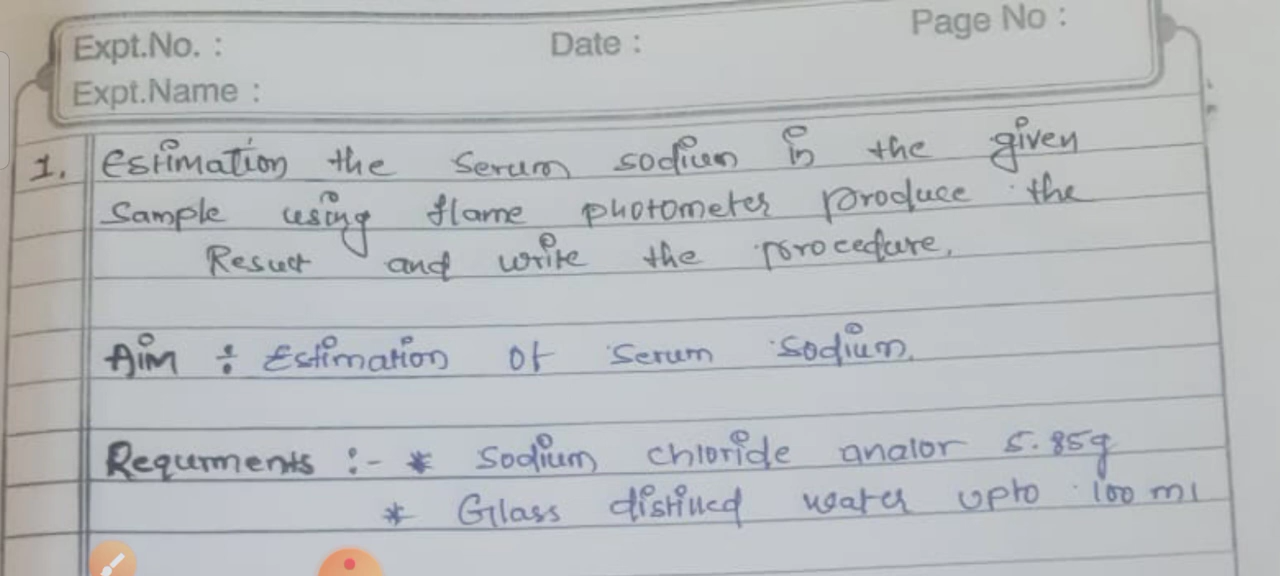 Expt.No. : Date : Page No :
Expt.Name :
1. Estimation the serum sodium in the given
Sample using flame photometer produce the
Result and write the procedure.
Aim : Estimation of serum sodium.
Requrments :- * Sodium chloride analor 5.85g
* Glass distilled water upto 100 ml